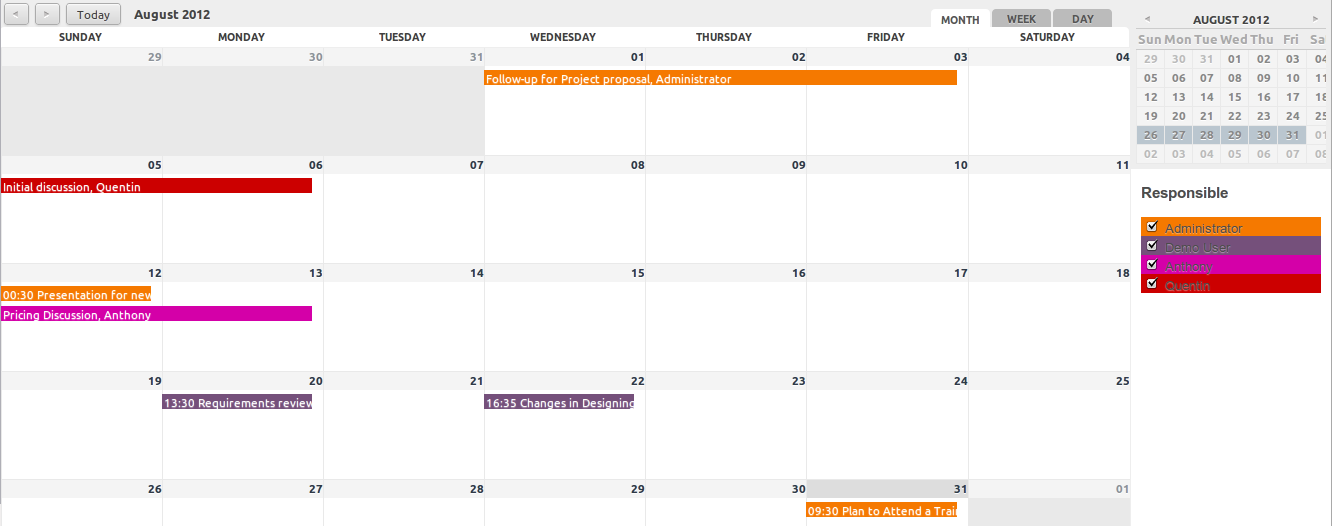 Today August 2012
MONTH WEEK DAY
SUNDAY MONDAY TUESDAY WEDNESDAY THURSDAY FRIDAY SATURDAY
29 30 31 01 02 03 04
Follow-up for Project proposal, Administrator
05 06 07 08 09 10 11
Initial discussion, Quentin
12 13 14 15 16 17 18
00:30 Presentation for new
Pricing Discussion, Anthony
19 20 21 22 23 24 25
13:30 Requirements review 16:35 Changes in Designing
26 27 28 29 30 31 01
09:30 Plan to Attend a Trai
AUGUST 2012
Sun Mon Tue Wed Thu Fri Sa
29 30 31 01 02 03 04
05 06 07 08 09 10 11
12 13 14 15 16 17 18
19 20 21 22 23 24 25
26 27 28 29 30 31 01
02 03 04 05 06 07 08
Responsible
Administrator
Demo User
Anthony
Quentin